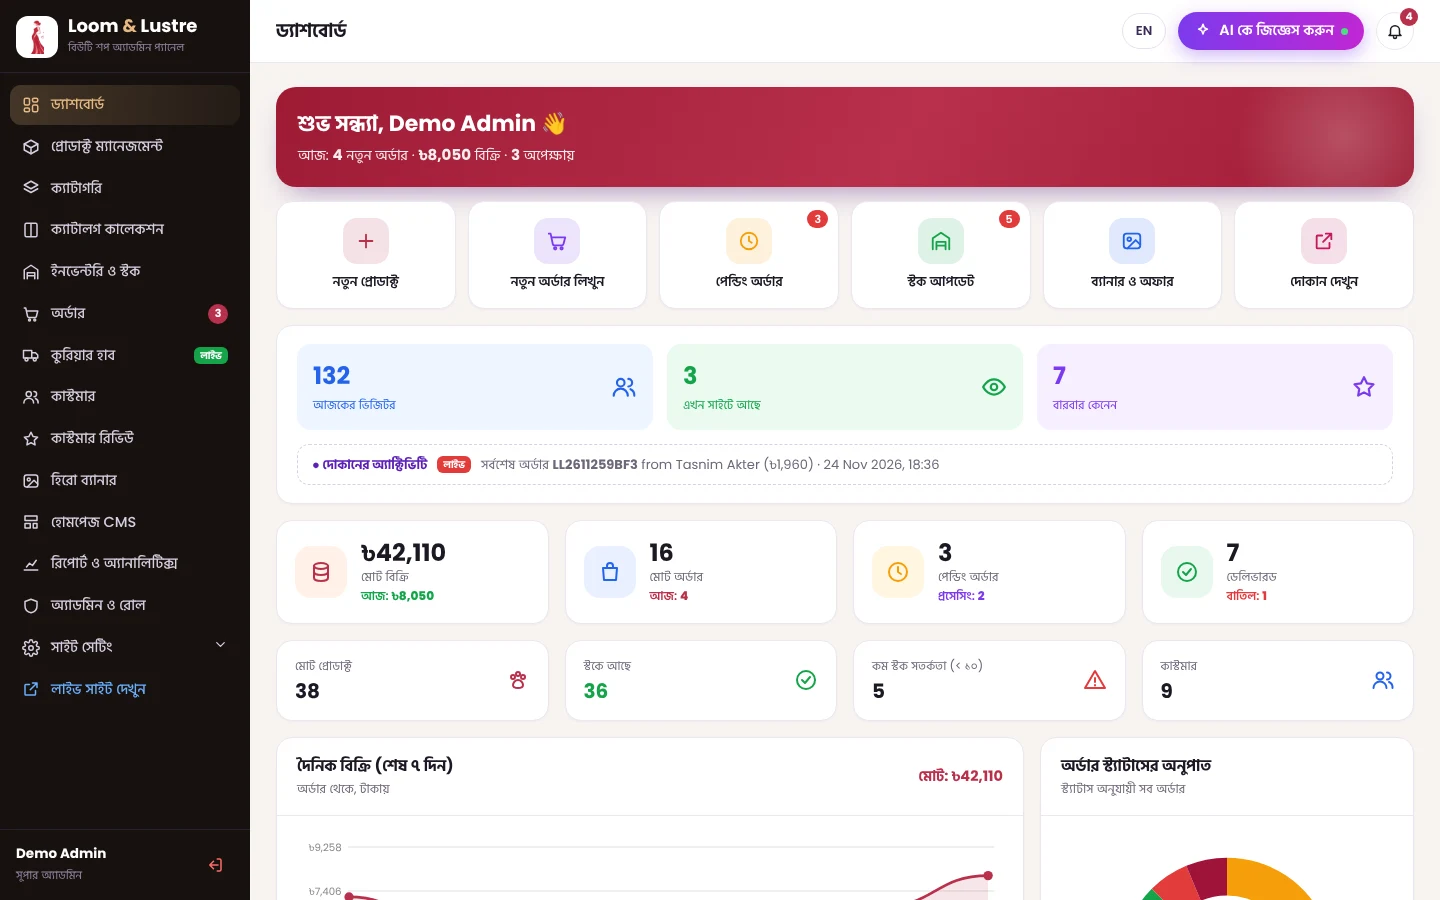 Loom & Lustre
বিউটি শপ অ্যাডমিন প্যানেল
ড্যাশবোর্ড
প্রোডাক্ট ম্যানেজমেন্ট
ক্যাটাগরি
ক্যাটালগ কালেকশন
ইনভেন্টরি ও স্টক
অর্ডার 3
কুরিয়ার হাব লাইভ
কাস্টমার
কাস্টমার রিভিউ
হিরো ব্যানার
হোমপেজ CMS
রিপোর্ট ও অ্যানালিটিক্স
অ্যাডমিন ও রোল
সাইট সেটিং
লাইভ সাইট দেখুন
Demo Admin
সুপার অ্যাডমিন
ড্যাশবোর্ড
EN
AI কে জিজ্ঞেস করুন
4
শুভ সন্ধ্যা, Demo Admin 👋
আজ: 4 নতুন অর্ডার · ৳8,050 বিক্রি · 3 অপেক্ষায়
নতুন প্রোডাক্ট
নতুন অর্ডার লিখুন
3
পেন্ডিং অর্ডার
5
স্টক আপডেট
ব্যানার ও অফার
দোকান দেখুন
132
আজকের ভিজিটর
3
এখন সাইটে আছে
7
বারবার কেনেন
• দোকানের অ্যাক্টিভিটি লাইভ সর্বশেষ অর্ডার LL2611259BF3 from Tasnim Akter (৳1,960) · 24 Nov 2026, 18:36
৳42,110
মোট বিক্রি
আজ: ৳8,050
16
মোট অর্ডার
আজ: 4
3
পেন্ডিং অর্ডার
প্রসেসিং: 2
7
ডেলিভারড
বাতিল: 1
মোট প্রোডাক্ট
38
স্টকে আছে
36
কম স্টক সতর্কতা (< ১০)
5
কাস্টমার
9
দৈনিক বিক্রি (শেষ ৭ দিন)
অর্ডার থেকে, টাকায়
মোট: ৳42,110
৳9,258
৳7,406
অর্ডার স্ট্যাটাসের অনুপাত
স্ট্যাটাস অনুযায়ী সব অর্ডার